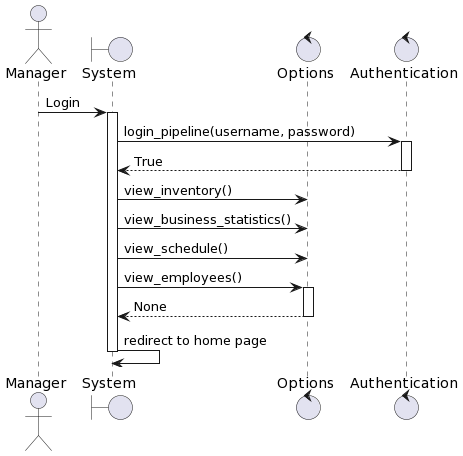 Manager System Options Authentication
Login
login_pipeline(username, password)
True
view_inventory()
view_business_statistics()
view_schedule()
view_employees()
None
redirect to home page
Manager System Options Authentication